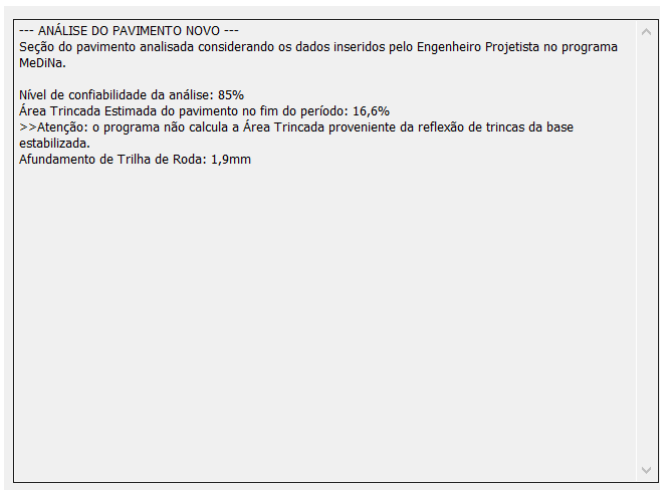 --- ANÁLISE DO PAVIMENTO NOVO ---
Seção do pavimento analisada considerando os dados inseridos pelo Engenheiro Projetista no programa
MeDiNa.
Nível de confiabilidade da análise: 85%
Área Trincada Estimada do pavimento no fim do período: 16,6%
>>Atenção: o programa não calcula a Área Trincada proveniente da reflexão de trincas da base
estabilizada.
Afundamento de Trilha de Roda: 1,9mm